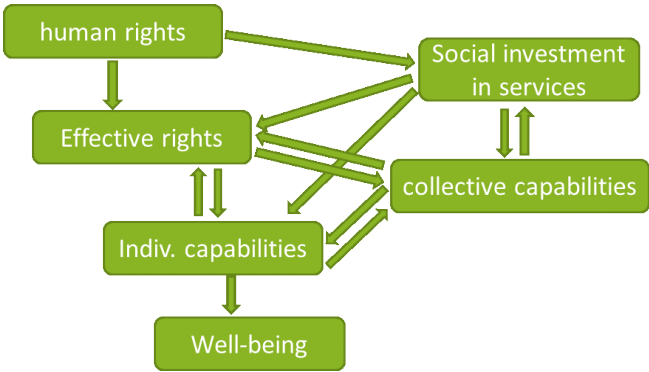 human rights
Social investment
in services
Effective rights
collective capabilities
Indiv. capabilities
Well-being